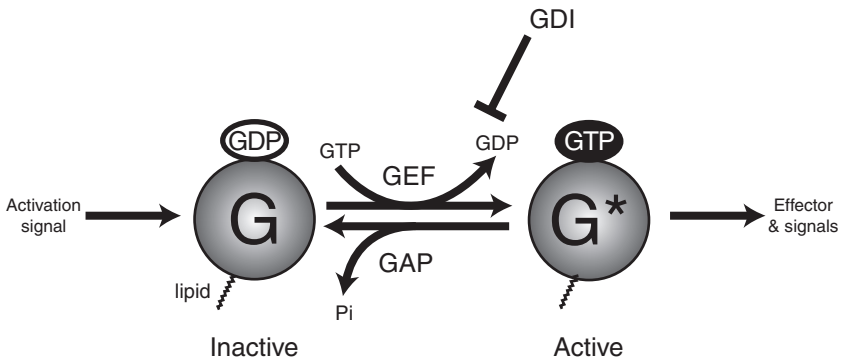 GDI
GDP
GTP
GDP
GTP
GEF
Activation
signal
G
G*
Effector
& signals
GAP
lipid
Pi
Inactive
Active